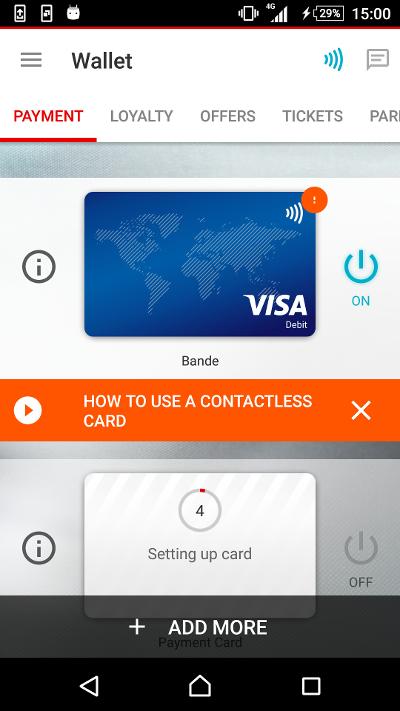 4G 29% 15:00
Wallet
PAYMENT LOYALTY OFFERS TICKETS PAR
VISA
Debit
ON
Bande
HOW TO USE A CONTACTLESS
CARD
4
Setting up card
OFF
+ ADD MORE
Payment Card